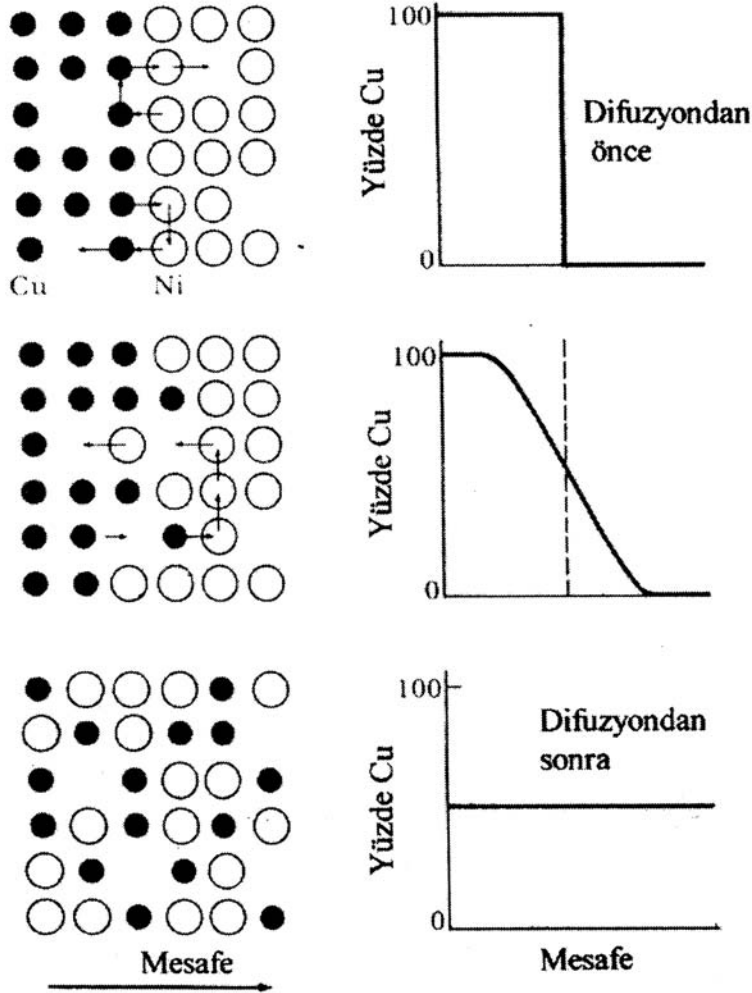 100
Yüzde Cu
Difuzyondan
önce
0
Cu
Ni
100
Yüzde Cu
0
100
Yüzde Cu
Difuzyondan
sonra
0
Mesafe
Mesafe